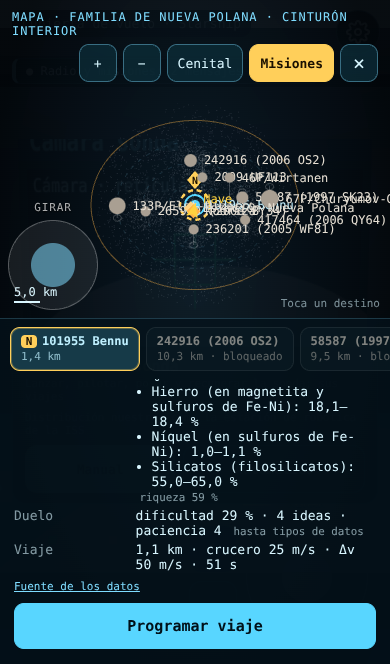 MAPA · FAMILIA DE NUEVA POLANA · CINTURÓN
INTERIOR
+
−
Cenital
Misiones
×
242916 (2006 OS2)
46P/Wirtanen
(1997 SK23)
Polana
417464 (2006 QY64)
236201 (2005 WF81)
GIRAR
5,0 km
Toca un destino
N 101955 Bennu
1,4 km
242916 (2006 OS2)
10,3 km · bloqueado
58587 (1997
9,5 km · blo
• Hierro (en magnetita y
sulfuros de Fe-Ni): 18,1–
18,4 %
• Níquel (en sulfuros de Fe-
Ni): 1,0–1,1 %
• Silicatos (filosilicatos):
55,0–65,0 %
riqueza 59 %
Duelo dificultad 29 % · 4 ideas ·
paciencia 4 hasta tipos de datos
Viaje 1,1 km · crucero 25 m/s · Δv
50 m/s · 51 s
Fuente de los datos
Programar viaje